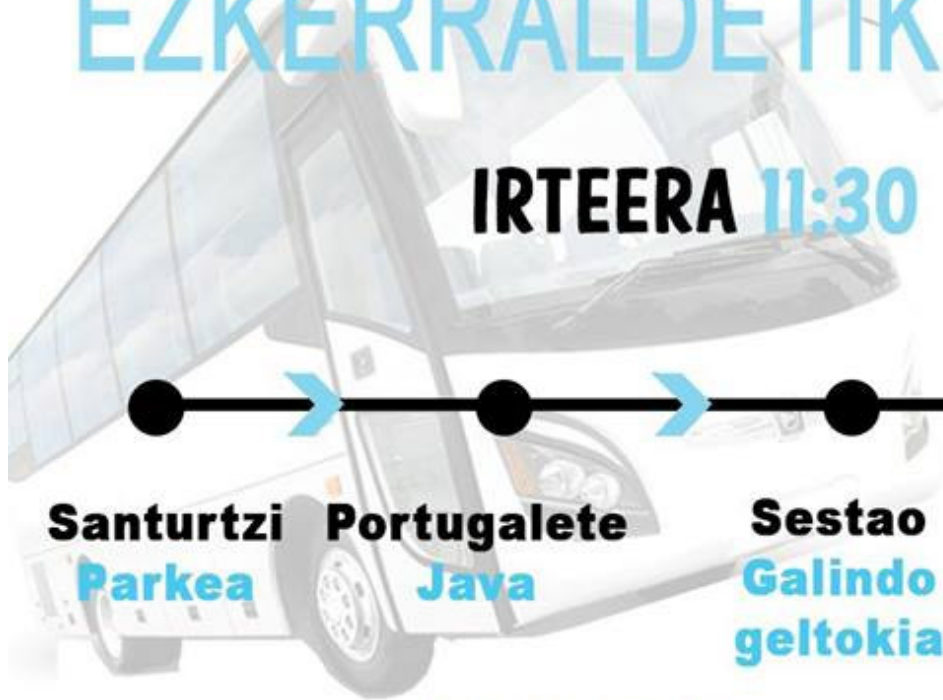 EZKERRALDETIK
IRTEERA 11:30
Santurtzi Portugalete Sestao
Parkea Java Galindo
geltokia